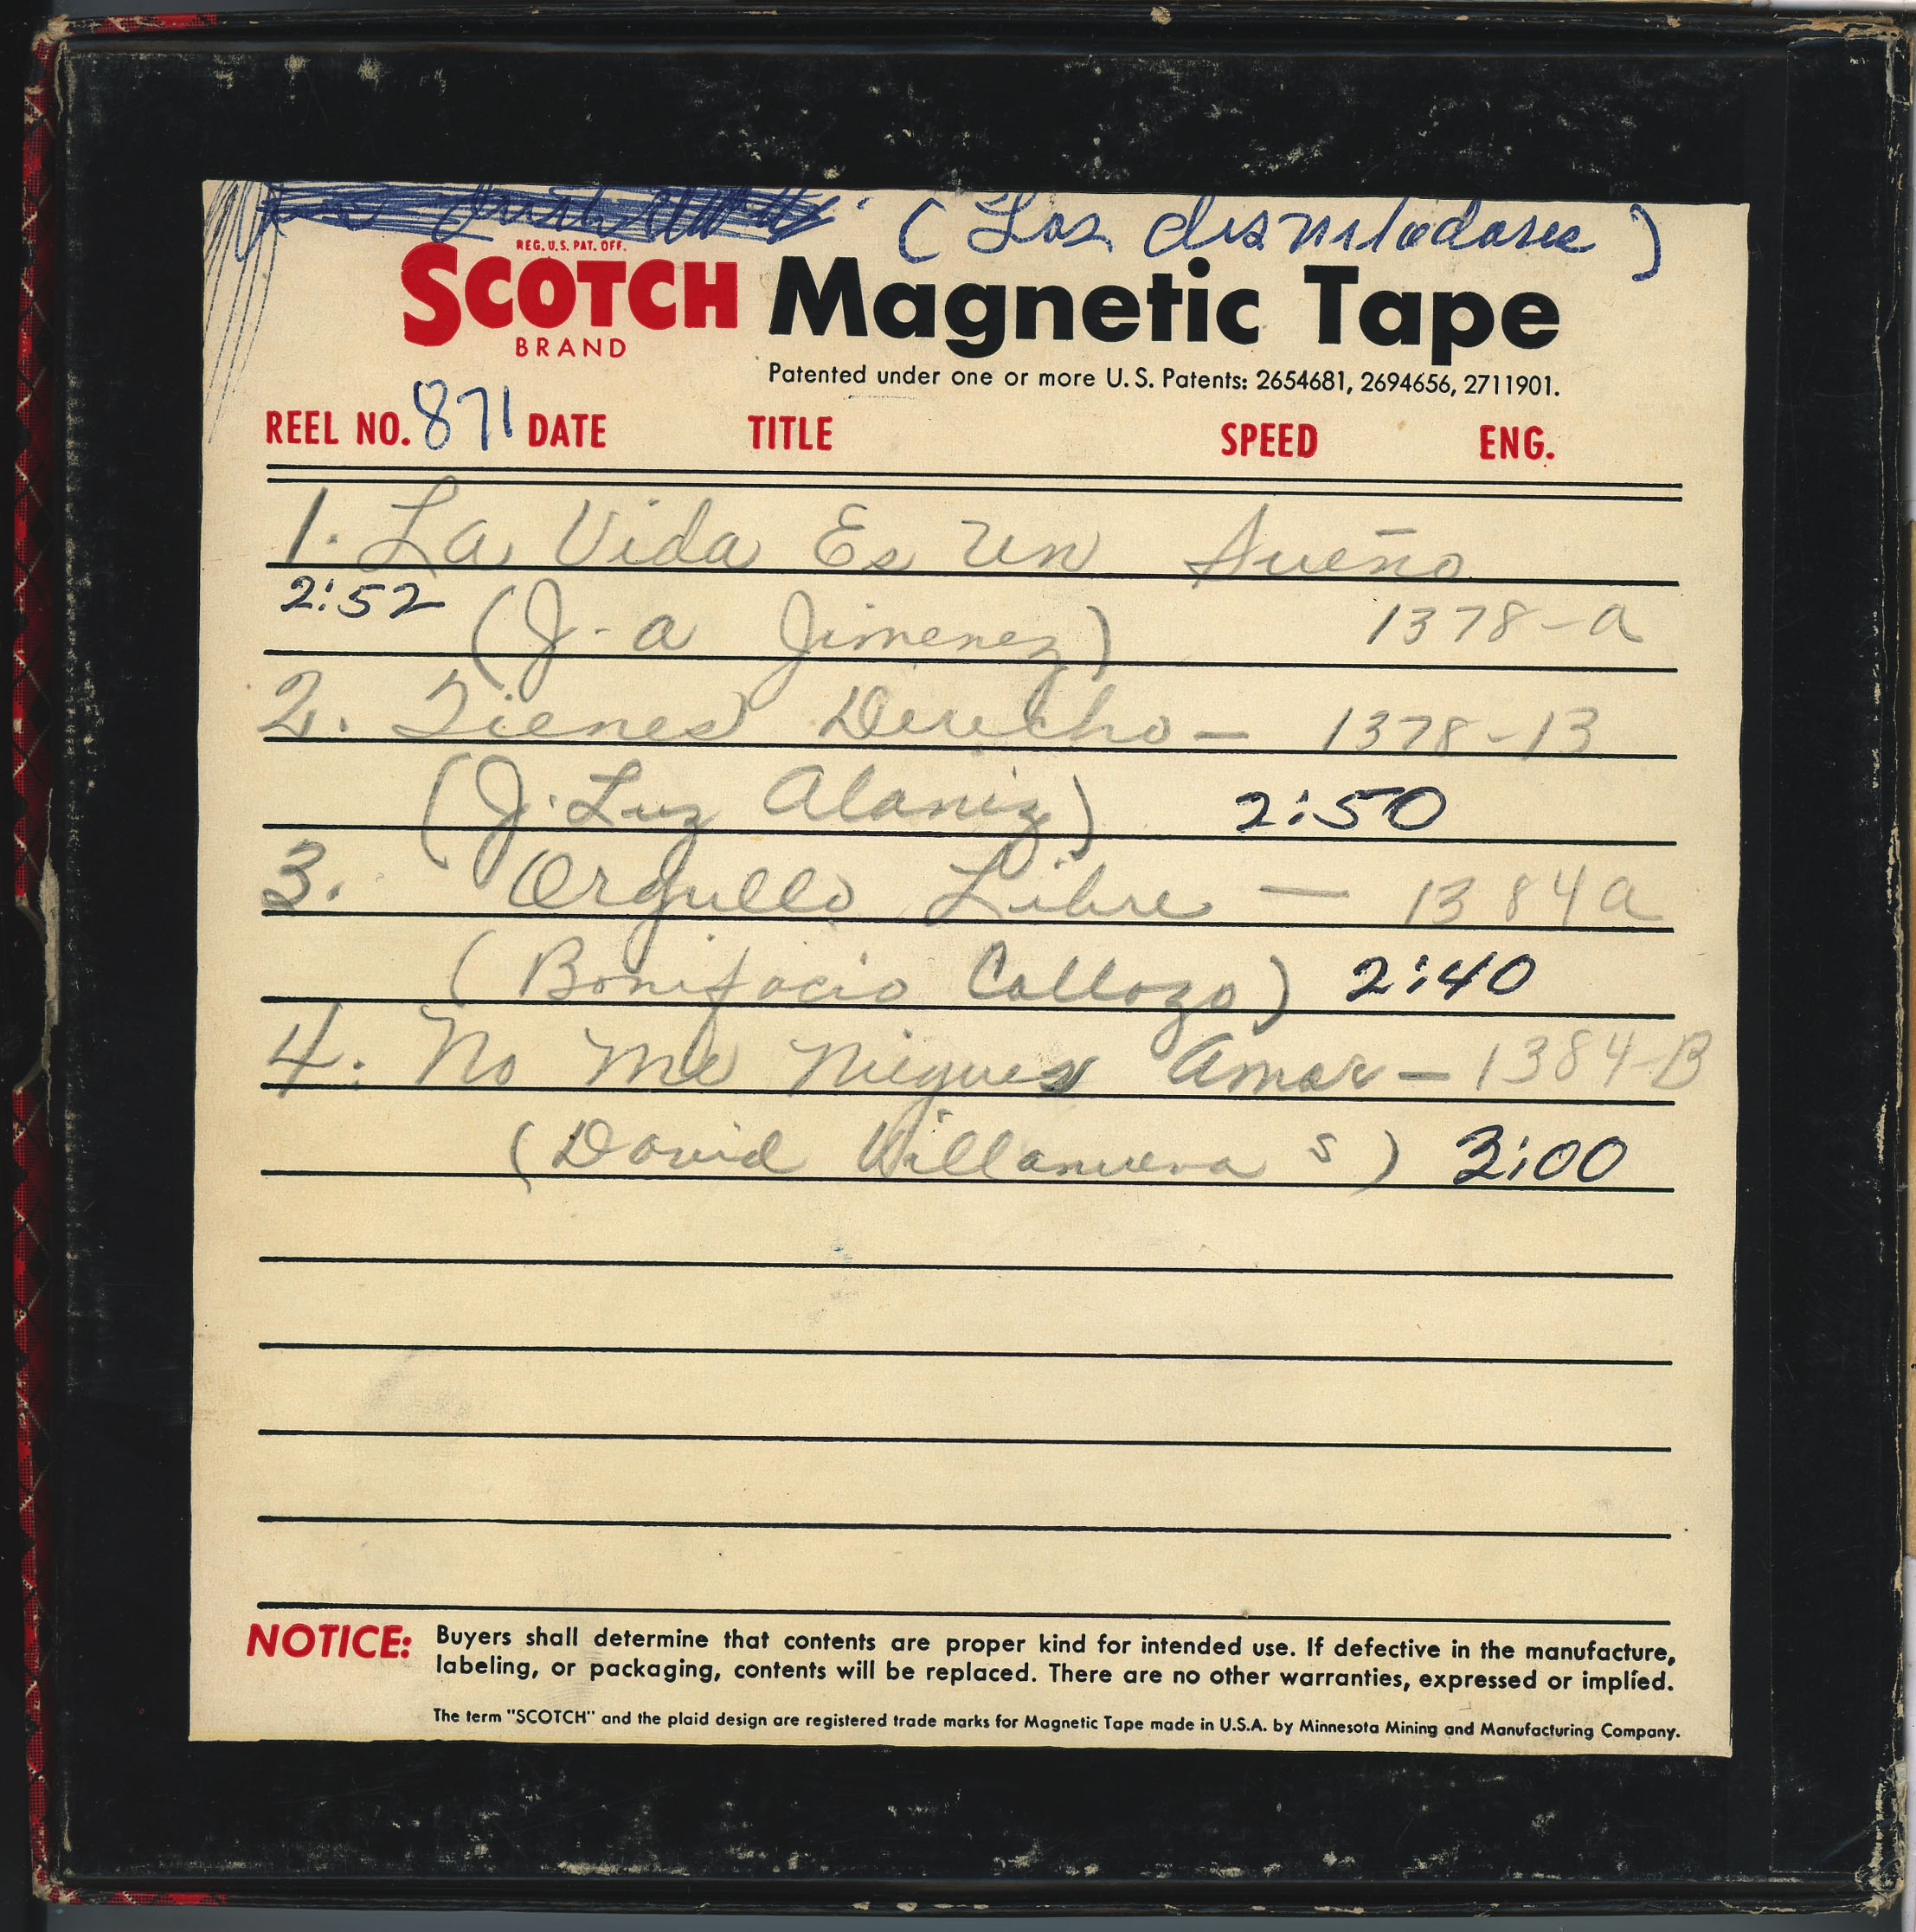 (Los
REG. U.S. PAT. OFF.
SCOTCH Magnetic Tape
BRAND
Patented under one or more U.S. Patents: 2654681, 2694656, 2711901.
REEL NO. 871 DATE TITLE SPEED ENG.
1. La Vida Es Un Sueño
2:52 (J. a Jimenez) 1378-a
2. Tienes Derecho - 1378-13
(J. Luz Alaniz) 2:50
3. Orgullo Libre - 1384a
(Bonifacio Collozo) 2:40
4. No Me Niegues Amor - 1384-B
(David Villanueva S) 3:00
NOTICE: Buyers shall determine that contents are proper kind for intended use. If defective in the manufacture,
labeling, or packaging, contents will be replaced. There are no other warranties, expressed or implied.
The term "SCOTCH" and the plaid design are registered trade marks for Magnetic Tape made in U.S.A. by Minnesota Mining and Manufacturing Company.